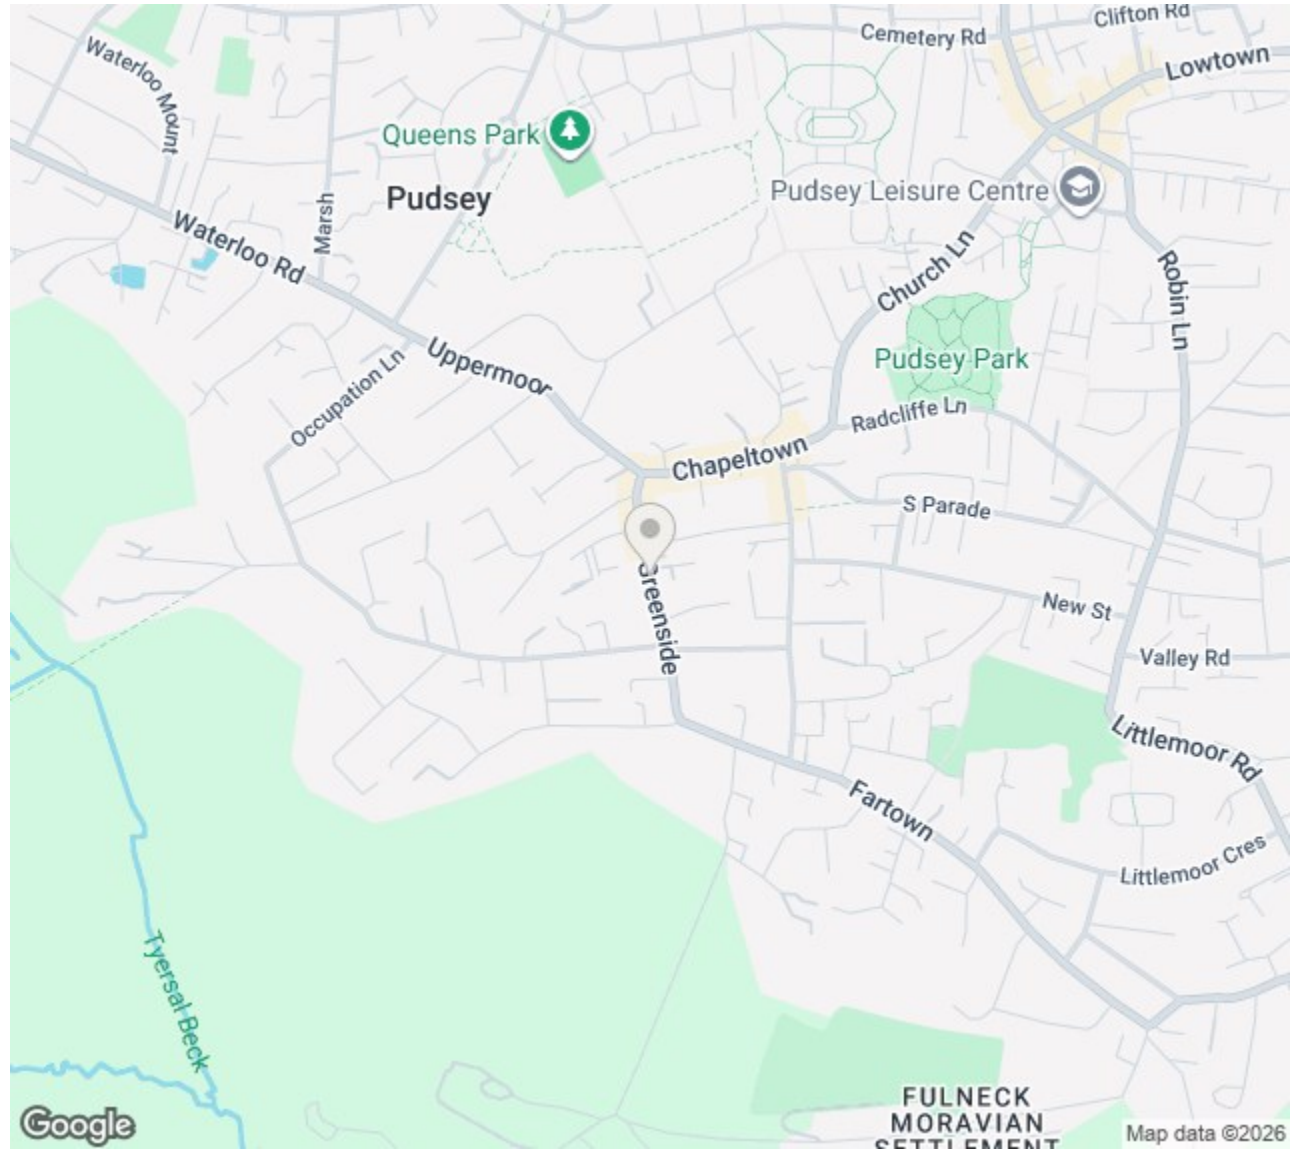 Clifton Rd
Cemetery Rd
Lowtown
Waterloo Mount
Queens Park
Pudsey Leisure Centre
Pudsey
Marsh
Waterloo Rd
Church Ln
Robin Ln
Uppermoor
Pudsey Park
Occupation Ln
Radcliffe Ln
Chapeltown
S Parade
Greenside
New St
Valley Rd
Littlemoor Rd
Fartown
Littlemoor Cres
Tyersal Beck
FULNECK
MORAVIAN
SETTLEMENT
Google
Map data ©2026